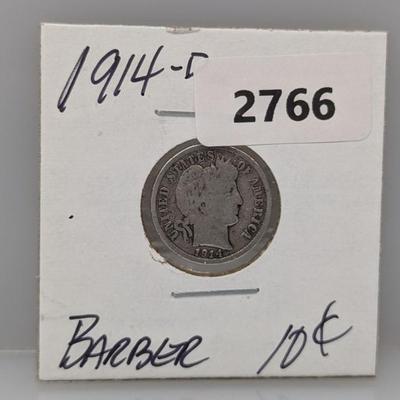 1914-D
2766
UNITED STATES OF AMERICA
1914
BARBER 10¢